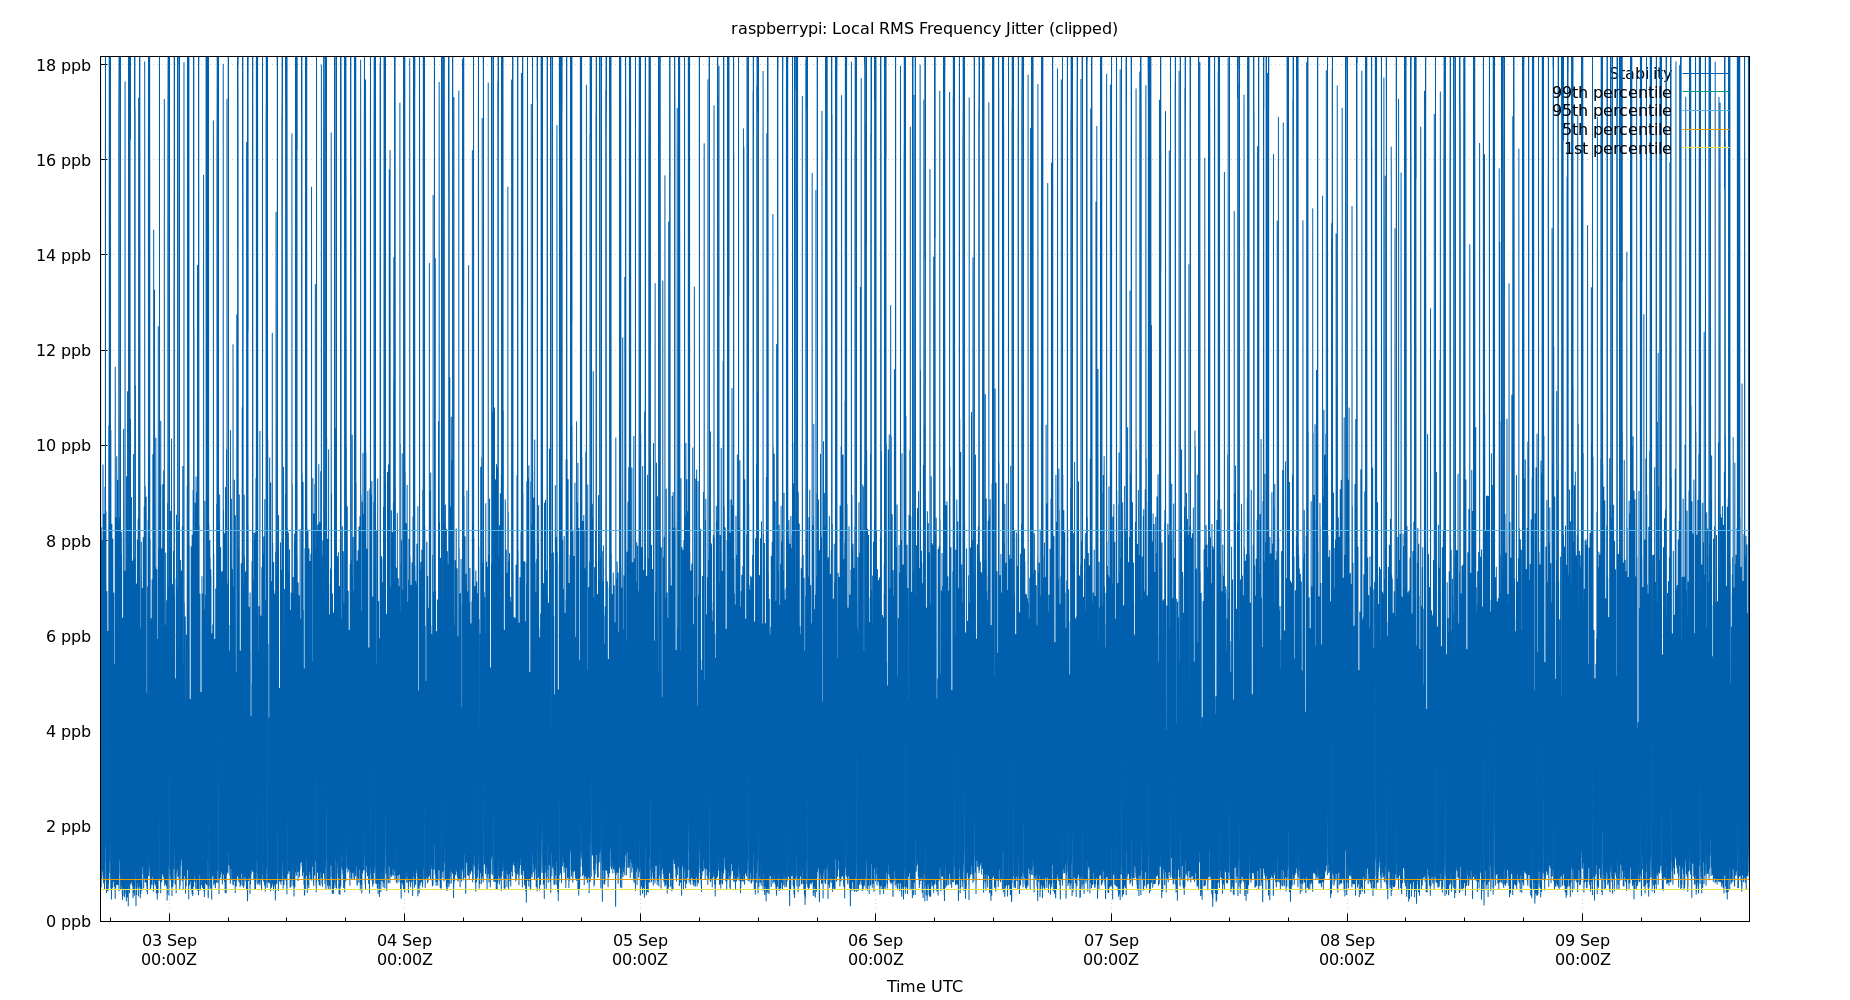 raspberrypi: Local RMS Frequency Jitter (clipped)
18 ppb
16 ppb
14 ppb
12 ppb
10 ppb
8 ppb
6 ppb
4 ppb
2 ppb
0 ppb
Stability
99th percentile
95th percentile
5th percentile
1st percentile
03 Sep
00:00Z
04 Sep
00:00Z
05 Sep
00:00Z
06 Sep
00:00Z
07 Sep
00:00Z
08 Sep
00:00Z
09 Sep
00:00Z
Time UTC